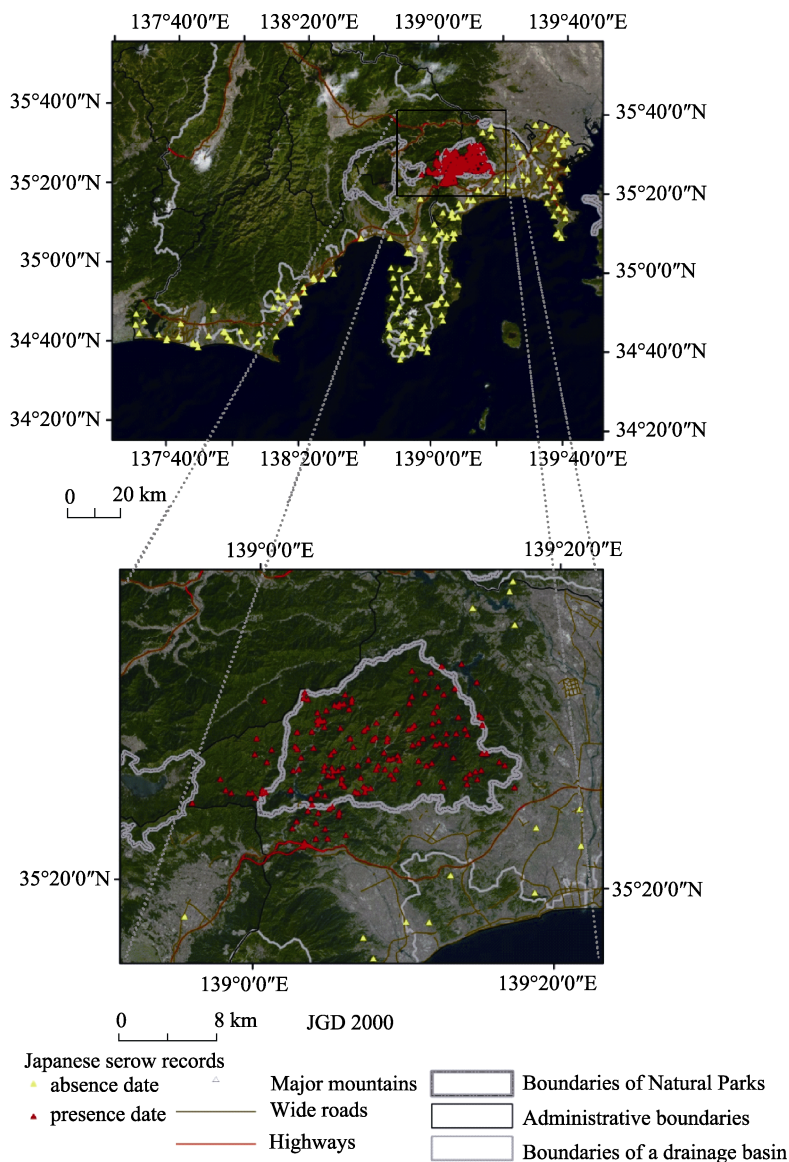 137°40′0″E 138°20′0″E 139°0′0″E 139°40′0″E
35°40′0″N 35°40′0″N
35°20′0″N 35°20′0″N
35°0′0″N 35°0′0″N
34°40′0″N 34°40′0″N
34°20′0″N 34°20′0″N
137°40′0″E 138°20′0″E 139°0′0″E 139°40′0″E
0 20 km
139°0′0″E 139°20′0″E
35°20′0″N 35°20′0″N
139°0′0″E 139°20′0″E
0 8 km JGD 2000
Japanese serow records
absence date
presence date
Major mountains
Wide roads
Highways
Boundaries of Natural Parks
Administrative boundaries
Boundaries of a drainage basin